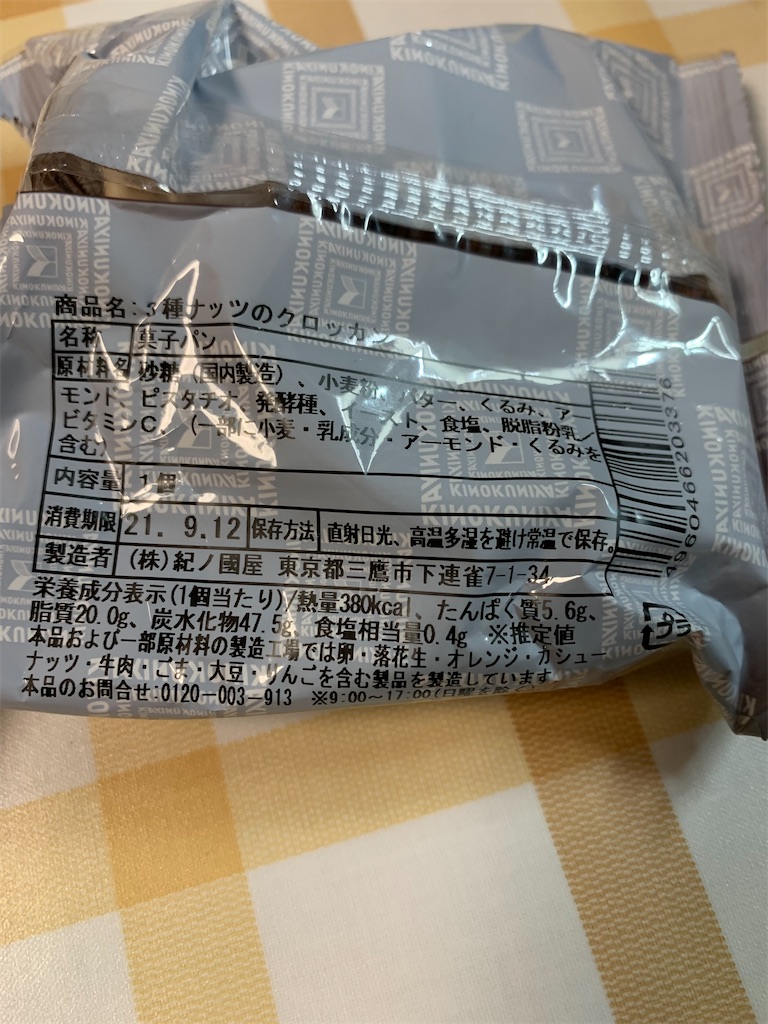 KINOKUNIYA
商品名:3種ナッツのクロッカン
名称 菓子パン
原材料名 砂糖(国内製造)、小麦粉、バター、くるみ、アー
モンド、ピスタチオ、発酵種、イースト、食塩、脱脂粉乳/
ビタミンC、(一部に小麦・乳成分・アーモンド・くるみを
含む)
内容量 1個
消費期限 21. 9.12 保存方法 直射日光、高温多湿を避け常温で保存。
製造者 (株)紀ノ國屋 東京都三鷹市下連雀7-1-34
栄養成分表示(1個当たり)/熱量380kcal、たんぱく質5.6g、
脂質20.0g、炭水化物47.5g、食塩相当量0.4g ※推定値
本品および一部原材料の製造工場では卵・落花生・オレンジ・カシュー
ナッツ・牛肉・ごま・大豆・りんごを含む製品を製造しています。
本品のお問合せ:0120-003-913 ※9:00〜17:00(日曜を除く)
4960466203376
プラ